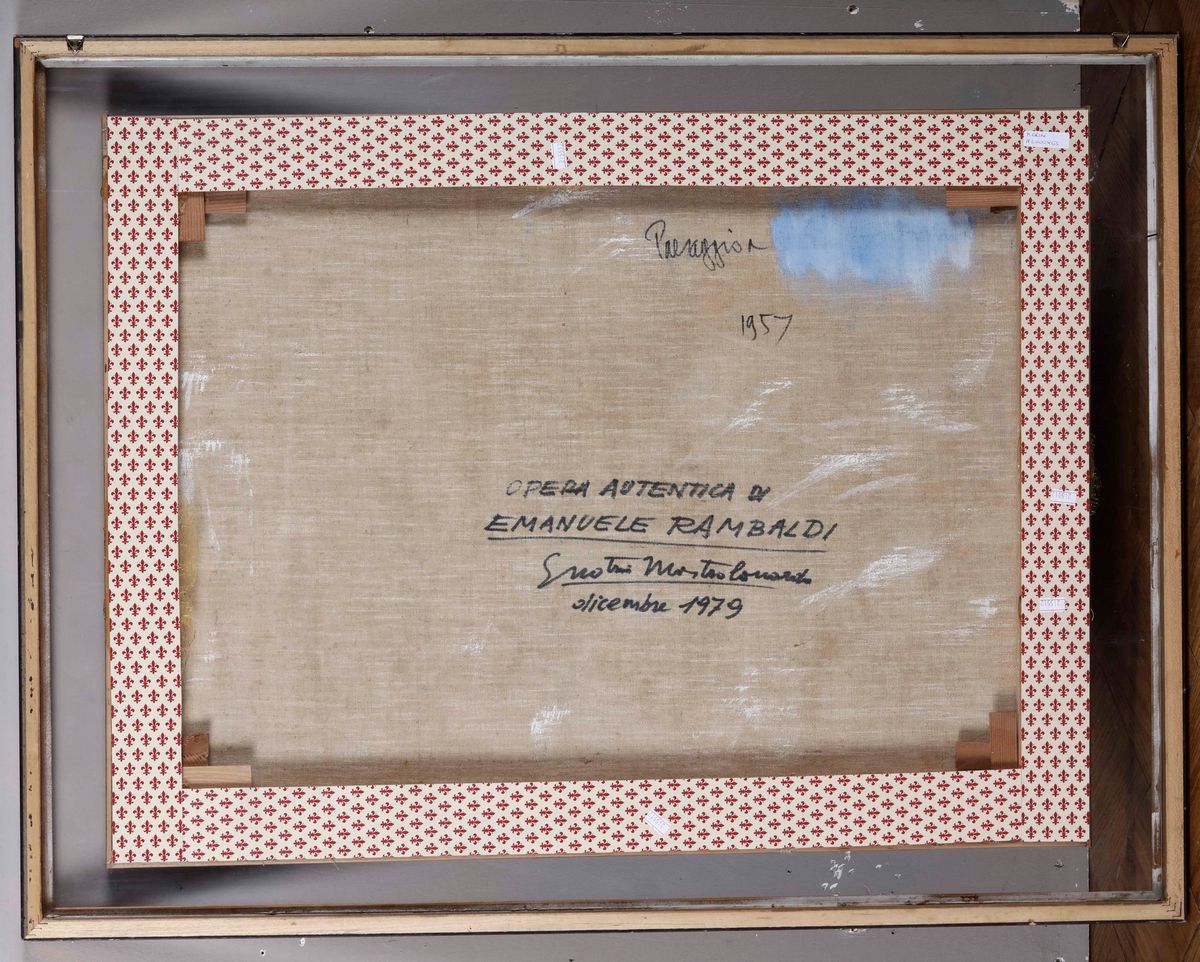 Paesaggio
1957
OPERA AUTENTICA DI
EMANUELE RAMBALDI
dicembre 1979